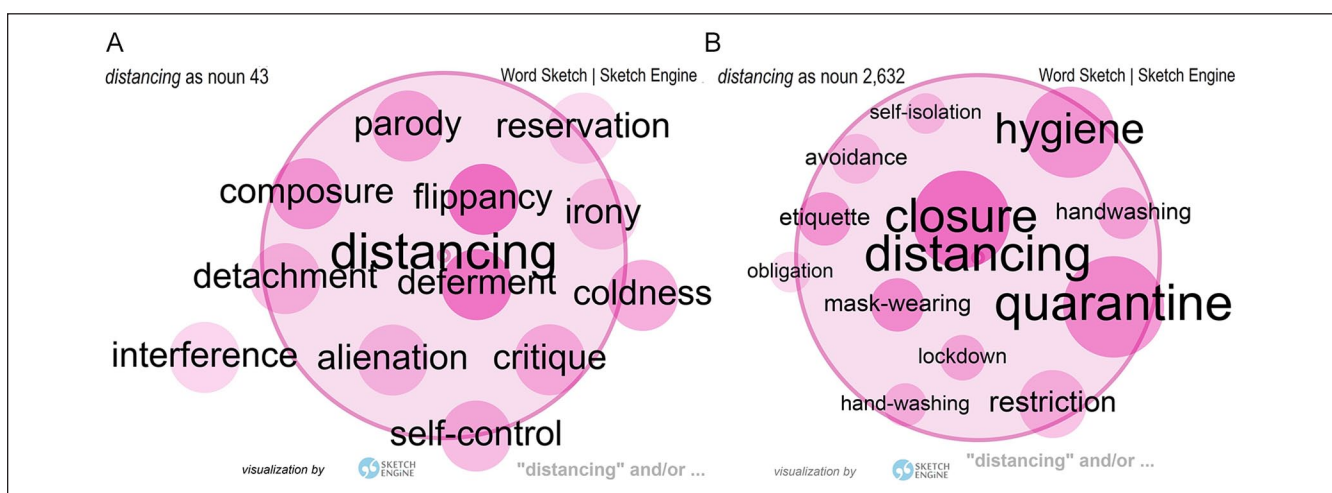 A
distancing as noun 43
Word Sketch | Sketch Engine
parody
reservation
composure
flippancy
irony
distancing
detachment
deferment
coldness
interference
alienation
critique
self-control
visualization by
SKETCH
ENGINE
"distancing" and/or ...
B
distancing as noun 2,632
Word Sketch | Sketch Engine
self-isolation
hygiene
avoidance
etiquette
closure
handwashing
distancing
obligation
mask-wearing
quarantine
lockdown
hand-washing
restriction
visualization by
SKETCH
ENGINE
"distancing" and/or ...